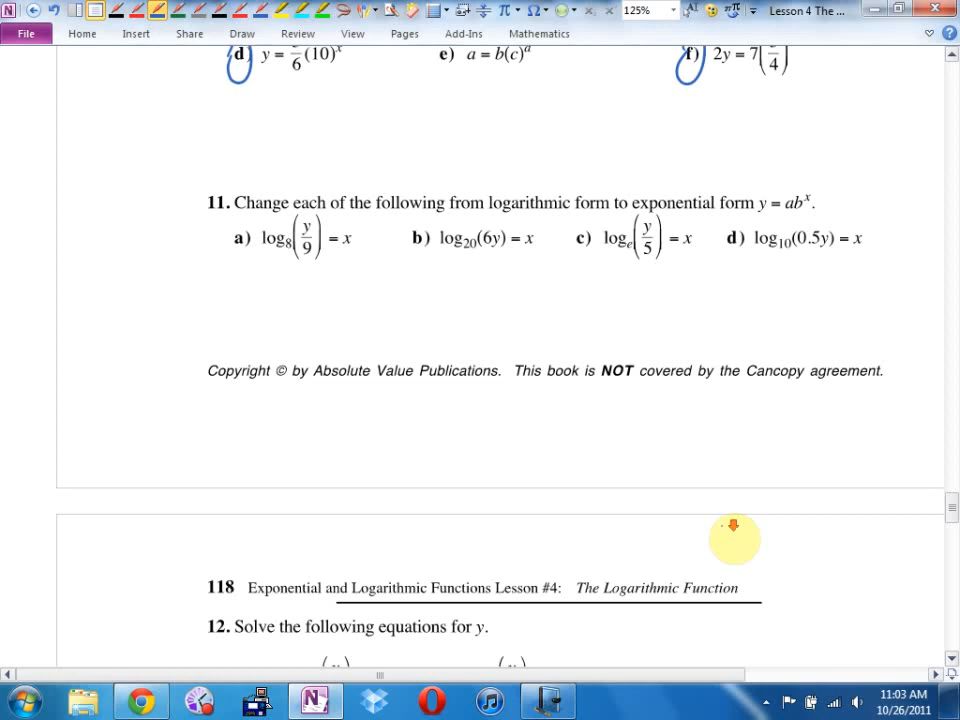 125%
Lesson 4 The ...
File Home Insert Share Draw Review View Pages Add-Ins Mathematics
d) y = /6 (10)^x e) a = b(c)^a f) 2y = 7( /4)
11. Change each of the following from logarithmic form to exponential form y = ab^x.
a) log₈(y/9) = x b) log₂₀(6y) = x c) logₑ(y/5) = x d) log₁₀(0.5y) = x
Copyright © by Absolute Value Publications. This book is NOT covered by the Cancopy agreement.
118 Exponential and Logarithmic Functions Lesson #4: The Logarithmic Function
12. Solve the following equations for y.
11:03 AM
10/26/2011